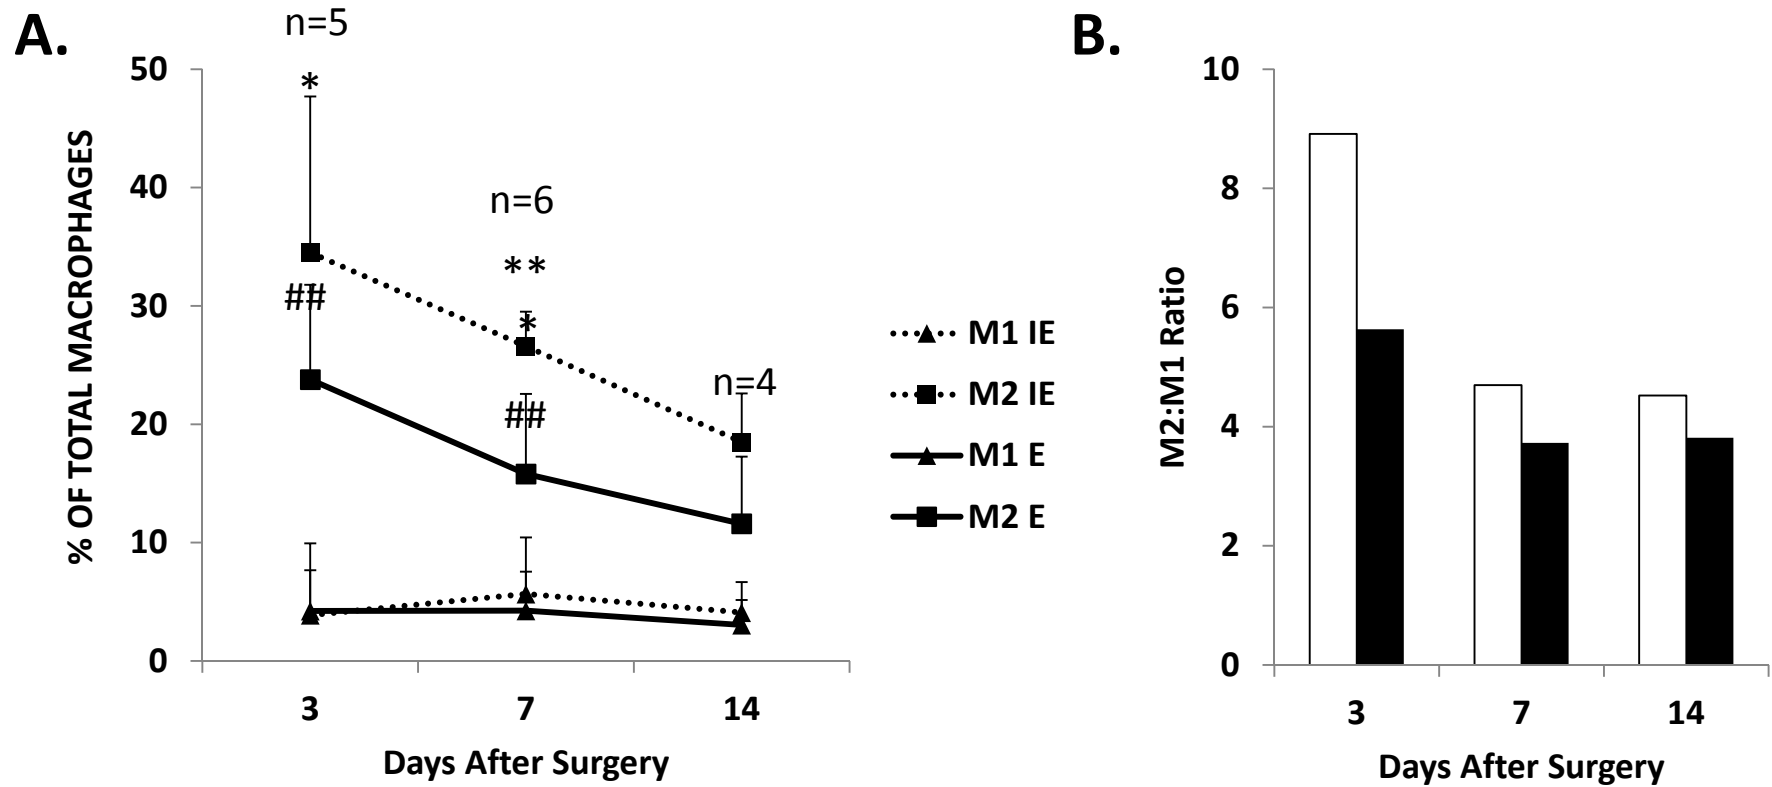 A.
n=5
50
*
40
n=6
**
##
30
*
n=4
##
20
10
0
% OF TOTAL MACROPHAGES
3 7 14
Days After Surgery
M1 IE
M2 IE
M1 E
M2 E
B.
10
8
6
4
2
0
M2:M1 Ratio
3 7 14
Days After Surgery